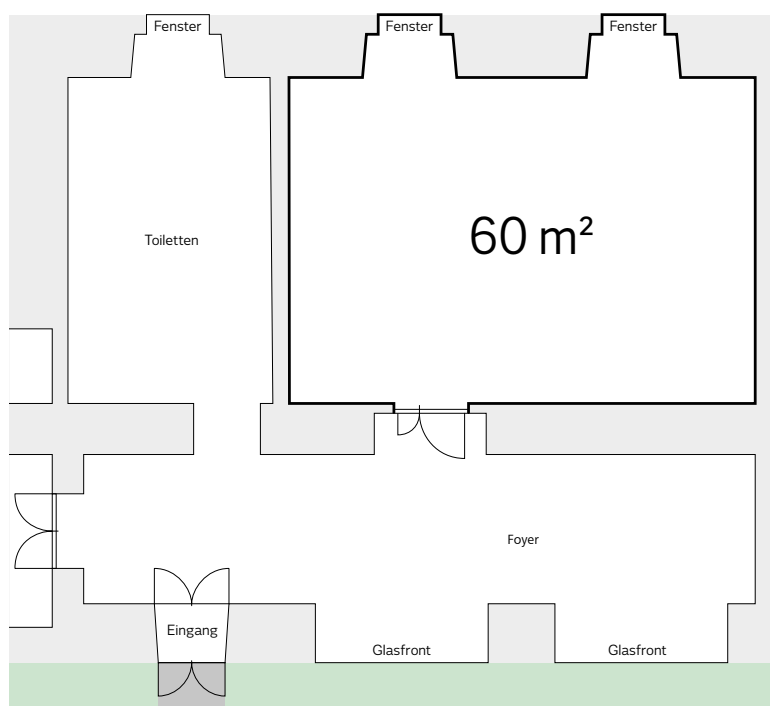 Fenster
Fenster
Fenster
60 m²
Toiletten
Foyer
Eingang
Glasfront
Glasfront